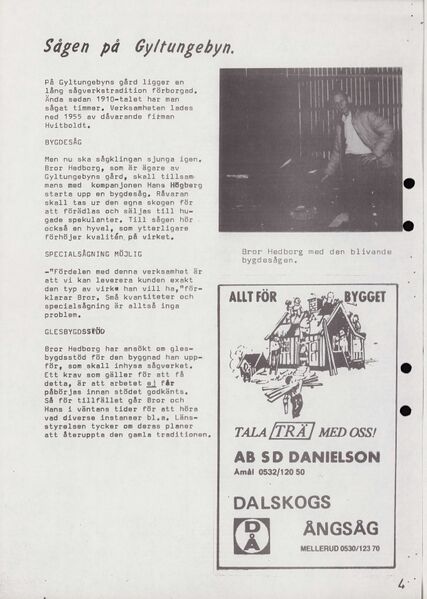 Sågen på Gyltungebyn.
På Gyltungebyns gård ligger en
lång sågverkstradition förborgad.
Ända sedan 1910-talet har man
sågat timmer. Verksamheten lades
ned 1955 av dåvarande firman
Hvitboldt.
BYGDESÅG
Men nu ska sågklingan sjunga igen.
Bror Hedborg, som är ägare av
Gyltungebyns gård, skall tillsam
mans med kompanjonen Hans Högberg
starta upp en bygdesåg. Råvaran
skall tas ur den egna skogen för
att förädlas och säljas till hu-
gade spekulanter. Till sågen hör
också en hyvel, som ytterligare
förhöjer kvalitén på virket.
SPECIALSÅGNING MÖJLIG
-"Fördelen med denna verksamhet är
att vi kan leverera kunden exakt
den typ av virke han vill ha,"för-
klarar Bror. Små kvantiteter och
specialsågning är alltså inga
problem.
GLESBYGDSSTÖD
Bror Hedborg har ansökt om gles-
bygdsstöd för den byggnad han upp-
för, som skall inhysa sågverket.
Ett krav som gäller för att få
detta, är att arbetet ej får
påbörjas innan stödet godkänts.
Så för tillfället går Bror och
Hans i väntans tider för att höra
vad diverse instanser bl.a. Läns-
styrelsen tycker om deras planer
att återuppta den gamla traditionen.
Bror Hedborg med den blivande
bygdesågen.
ALLT FÖR BYGGET
TALA TRÄ MED OSS!
AB S D DANIELSON
Åmål 0532/120 50
DALSKOGS
DÅ ÅNGSÅG
MELLERUD 0530/123 70
4